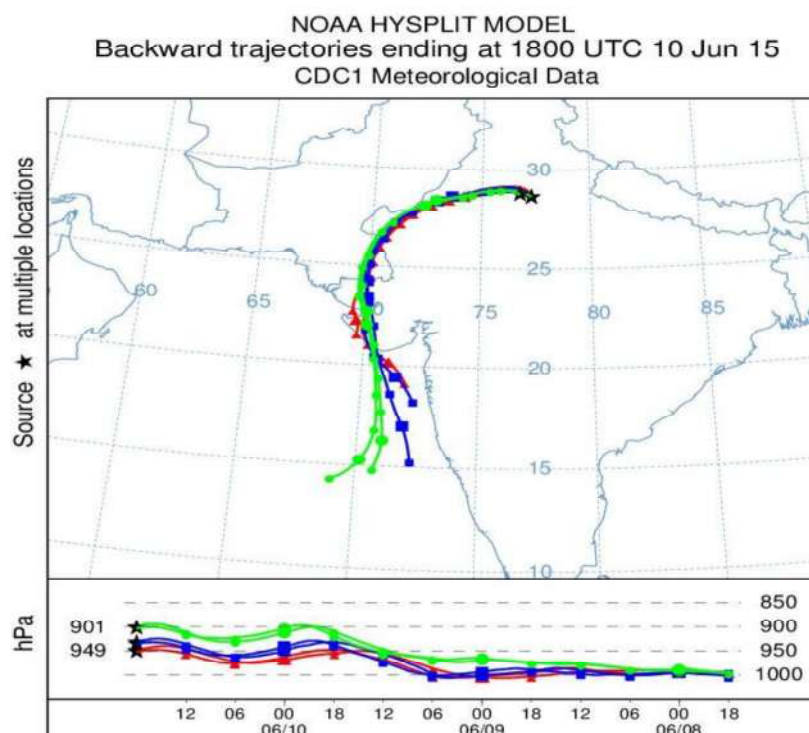 NOAA HYSPLIT MODEL
Backward trajectories ending at 1800 UTC 10 Jun 15
CDC1 Meteorological Data
Source ★ at multiple locations
30
25
60
65
70
75
80
85
20
15
10
hPa
901
949
850
900
950
1000
12 06 00 18 12 06 00 18 12 06 00 18
06/10 06/09 06/08